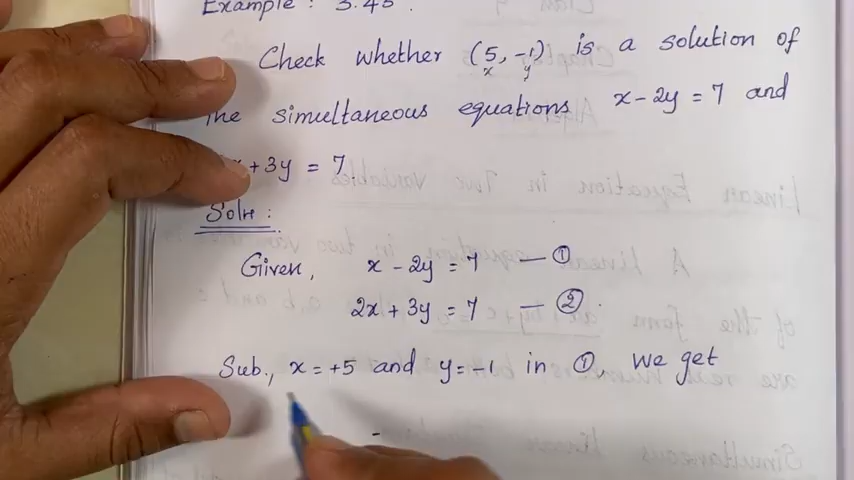 Example : 3.45 .
Check whether (5, -1) is a solution of
x y
the simultaneous equations x - 2y = 7 and
x + 3y = 7
Soln :
Given, x - 2y = 7 — ①
2x + 3y = 7 — ② .
Sub., x = +5 and y = -1 in ①, we get